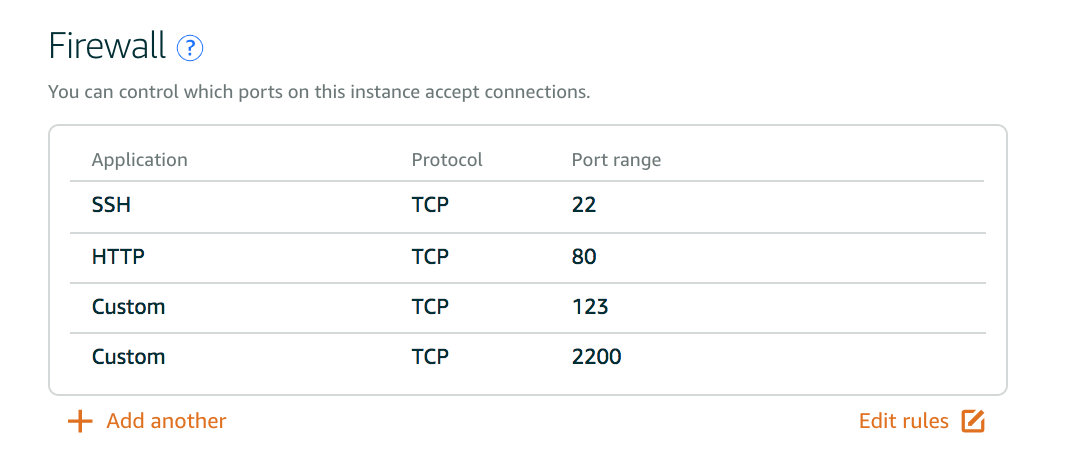 Firewall ?
You can control which ports on this instance accept connections.
Application Protocol Port range
SSH TCP 22
HTTP TCP 80
Custom TCP 123
Custom TCP 2200
+ Add another Edit rules